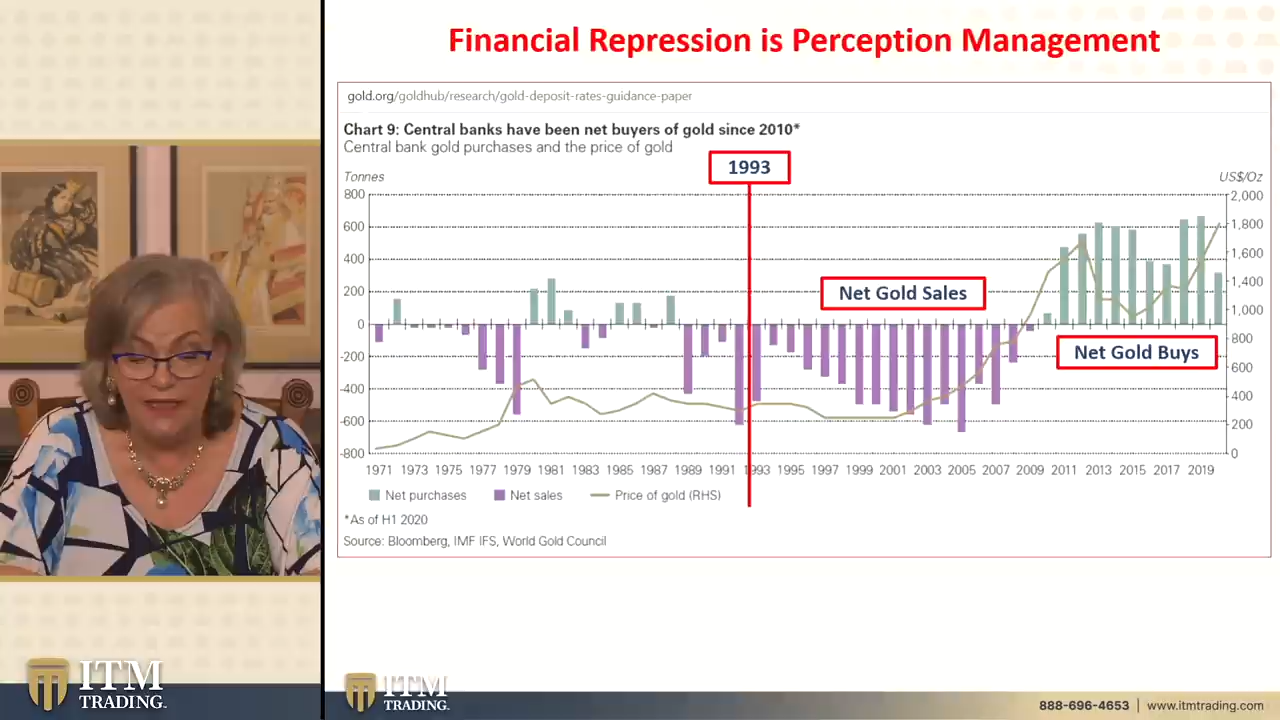 Financial Repression is Perception Management
gold.org/goldhub/research/gold-deposit-rates-guidance-paper
Chart 9: Central banks have been net buyers of gold since 2010*
Central bank gold purchases and the price of gold
1993
Tonnes
US$/Oz
800
600
400
200
0
-200
-400
-600
-800
2,000
1,800
1,600
1,400
1,200
1,000
800
600
400
200
0
Net Gold Sales
Net Gold Buys
1971 1973 1975 1977 1979 1981 1983 1985 1987 1989 1991 1993 1995 1997 1999 2001 2003 2005 2007 2009 2011 2013 2015 2017 2019
Net purchases Net sales Price of gold (RHS)
*As of H1 2020
Source: Bloomberg, IMF IFS, World Gold Council
ITM
TRADING.
ITM
TRADING.
888-696-4653 | www.itmtrading.com